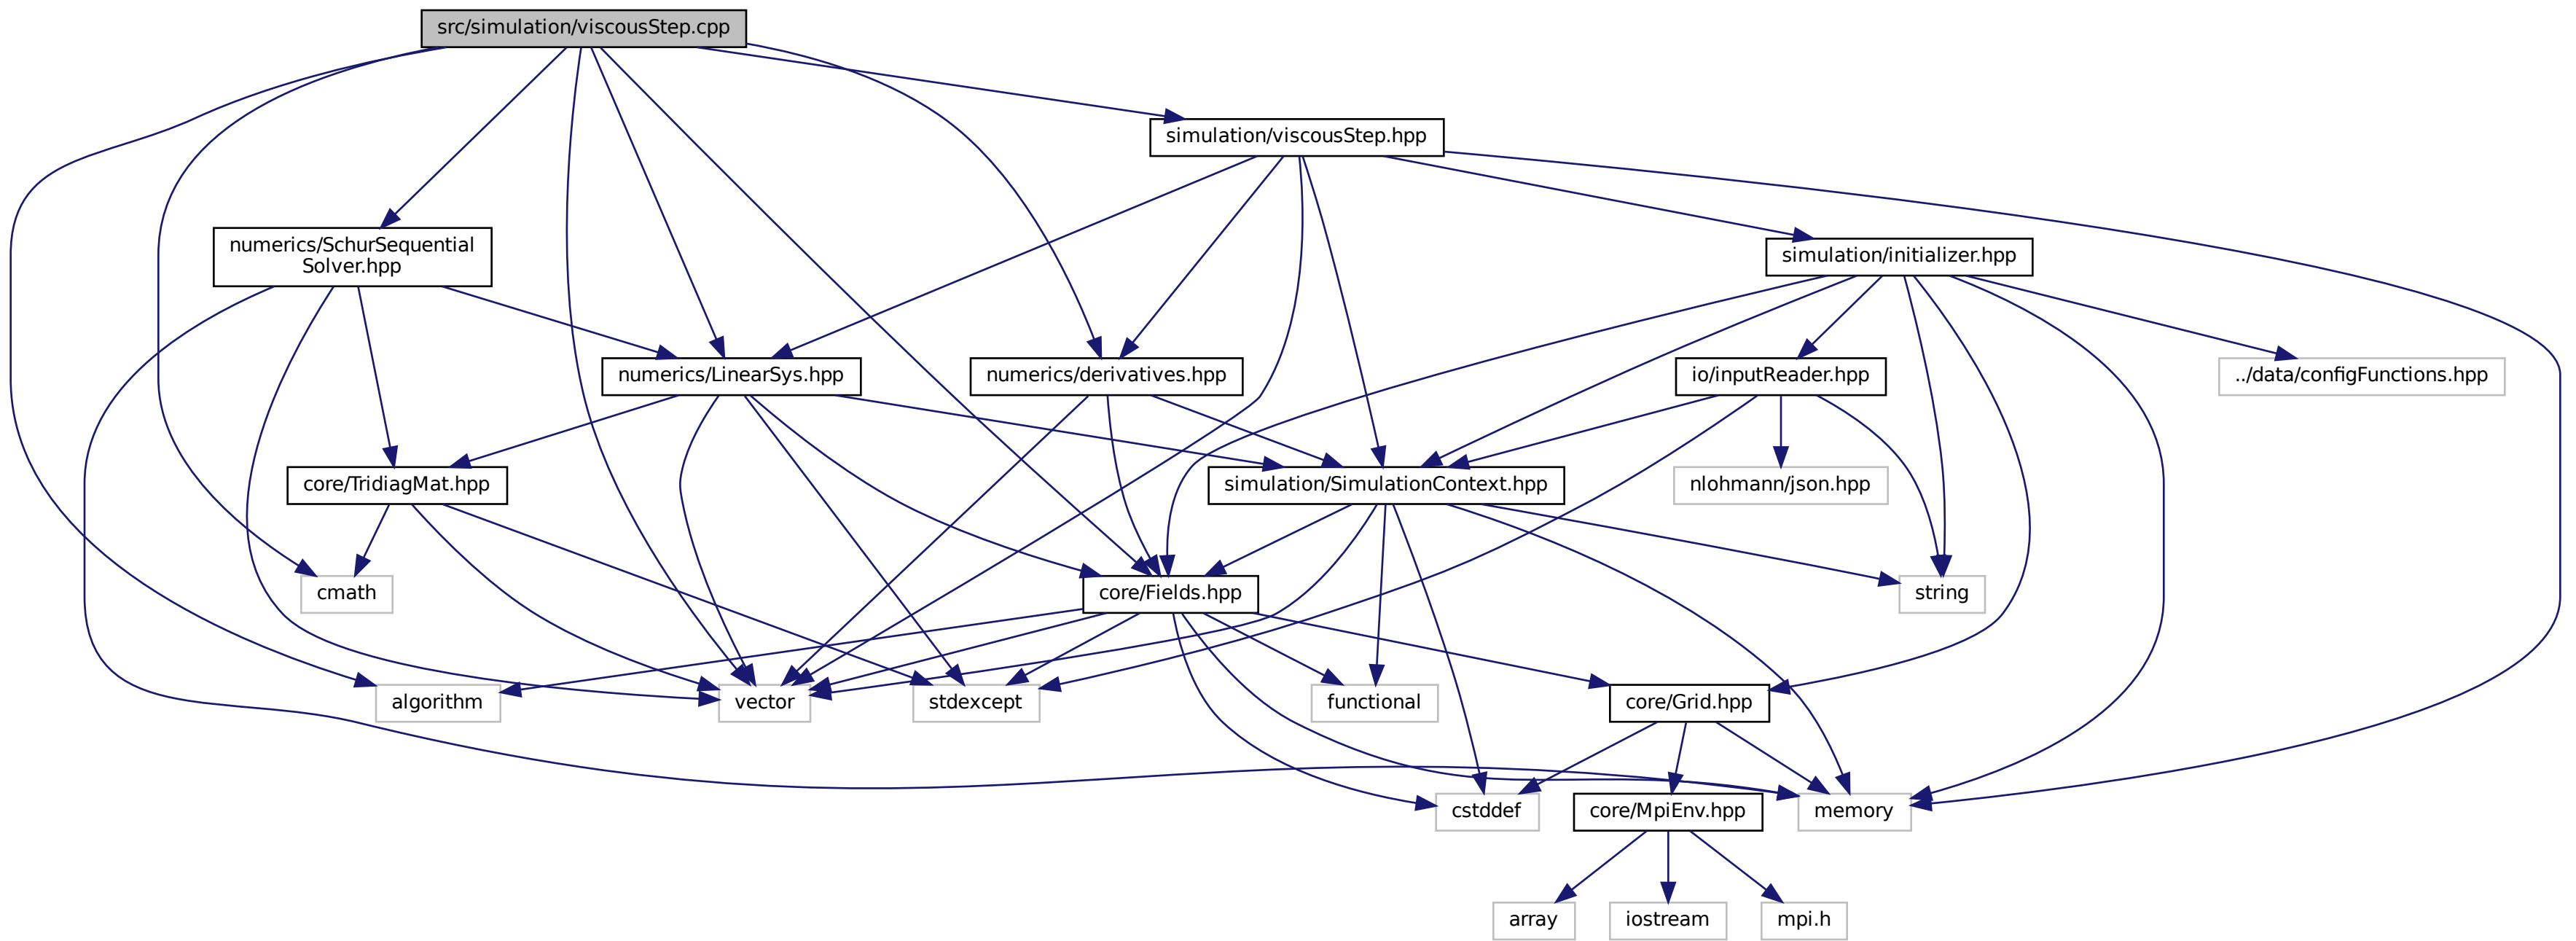 src/simulation/viscousStep.cpp
simulation/viscousStep.hpp
numerics/SchurSequential
Solver.hpp
simulation/initializer.hpp
numerics/LinearSys.hpp
numerics/derivatives.hpp
io/inputReader.hpp
../data/configFunctions.hpp
core/TridiagMat.hpp
simulation/SimulationContext.hpp
nlohmann/json.hpp
cmath
core/Fields.hpp
string
algorithm
vector
stdexcept
functional
core/Grid.hpp
cstddef
core/MpiEnv.hpp
memory
array
iostream
mpi.h